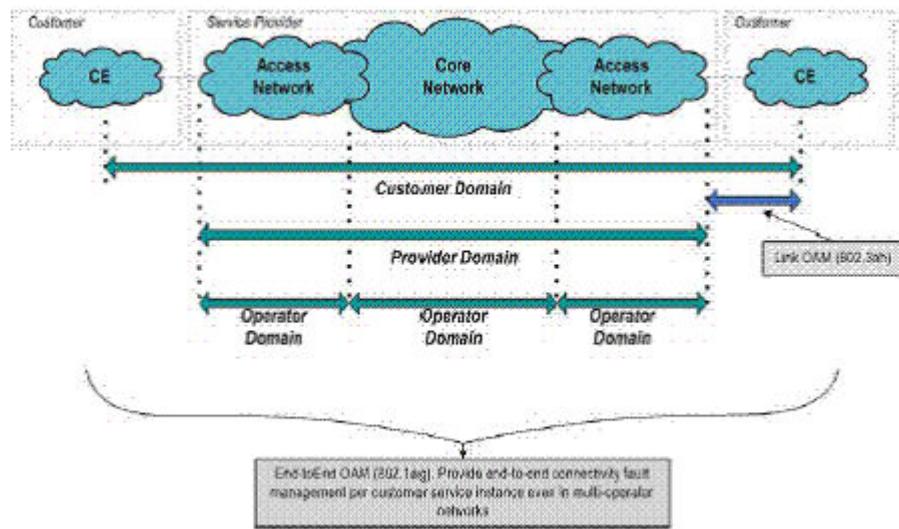 Customer
Service Provider
Customer
CE
Access
Network
Core
Network
Access
Network
CE
Customer Domain
Provider Domain
Link OAM (802.3ah)
Operator
Domain
Operator
Domain
Operator
Domain
End-toEnd OAM (802.1ag). Provide end-to-end connectivity fault
management per customer service instance even in multi-operator
networks